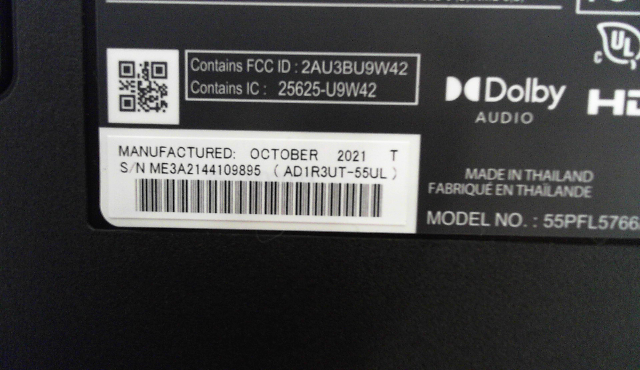 Contains FCC ID : 2AU3BU9W42
Contains IC : 25625-U9W42
UL
Dolby
AUDIO
MANUFACTURED: OCTOBER 2021 T
S/N ME3A2144109895 ( AD1R3UT-55UL )
MADE IN THAILAND
FABRIQUÉ EN THAÏLANDE
MODEL NO. : 55PFL5766